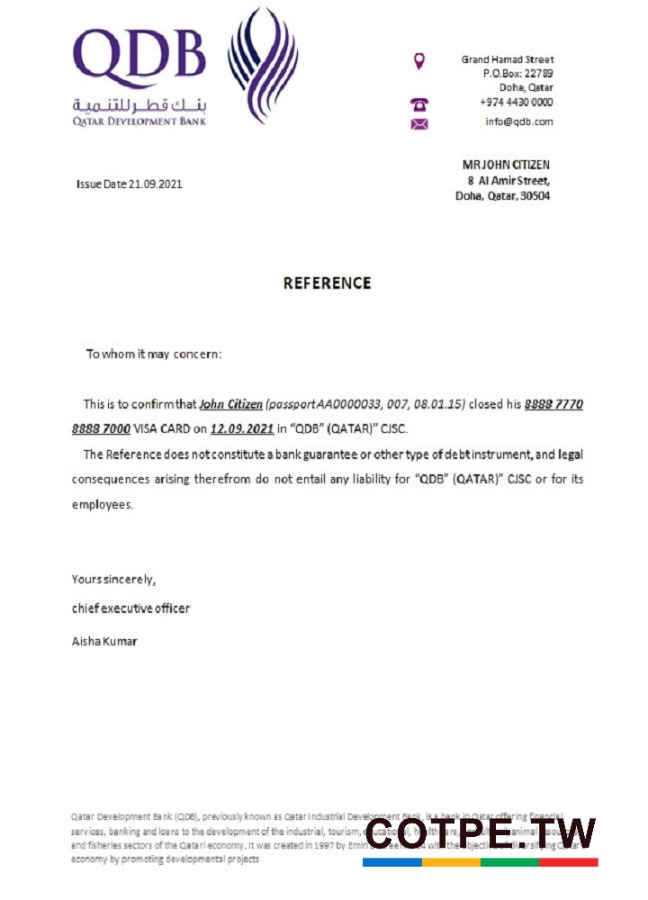 QDB
بنك قطر للتنمية
QATAR DEVELOPMENT BANK
Grand Hamad Street
P.O.Box: 22789
Doha, Qatar
+974 4430 0000
info@qdb.com
MR JOHN CITIZEN
8 Al Amir Street,
Doha, Qatar, 30504
Issue Date 21.09.2021
REFERENCE
To whom it may concern:
This is to confirm that John Citizen (passport AA0000033, 007, 08.01.15) closed his 8888 7770
8888 7000 VISA CARD on 12.09.2021 in “QDB” (QATAR)” CJSC.
The Reference does not constitute a bank guarantee or other type of debt instrument, and legal
consequences arising therefrom do not entail any liability for “QDB” (QATAR)” CJSC or for its
employees.
Yours sincerely,
chief executive officer
Aisha Kumar
Qatar Development Bank (QDB), previously known as Qatar Industrial Development Bank, is a bank in Qatar offering financial
services, banking and loans to the development of the industrial, tourism, animal
and fisheries sectors of the Qatari economy. It was created in 1997 by Emiri with the
economy by promoting developmental projects
COTPE.TW